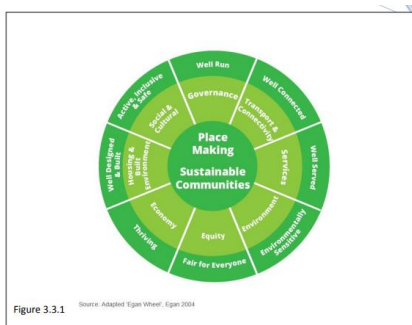 Well Run
Governance
Well Connected
Transport &
Connectivity
Well Served
Services
Environmentally
Sensitive
Environment
Fair for Everyone
Equity
Thriving
Economy
Well Designed
& Built
Housing &
Built
Environment
Active, Inclusive
& Safe
Social &
Cultural
Place
Making
Sustainable
Communities
Figure 3.3.1
Source: Adapted 'Egan Wheel', Egan 2004